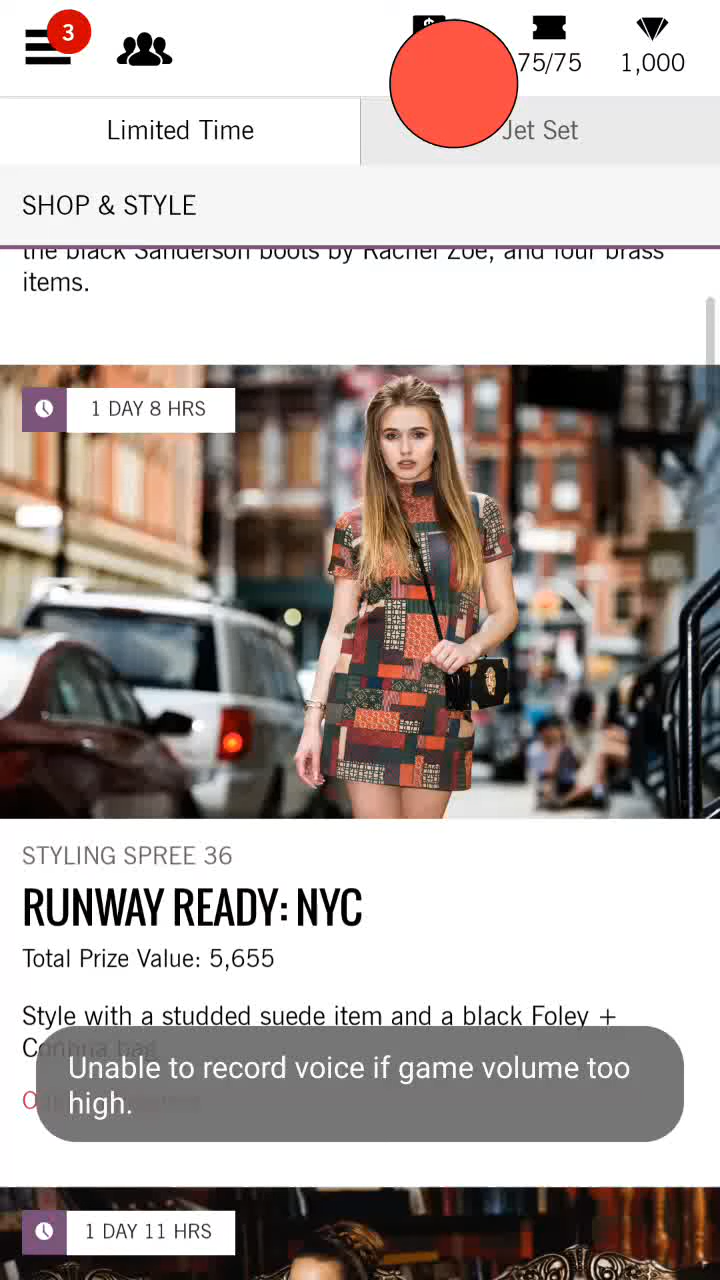 3
75/75
1,000
Limited Time
Jet Set
SHOP & STYLE
the black Sanderson boots by Rachel Zoe, and four brass
items.
1 DAY 8 HRS
STYLING SPREE 36
RUNWAY READY: NYC
Total Prize Value: 5,655
Style with a studded suede item and a black Foley +
Corinna bag.
Unable to record voice if game volume too
high.
1 DAY 11 HRS